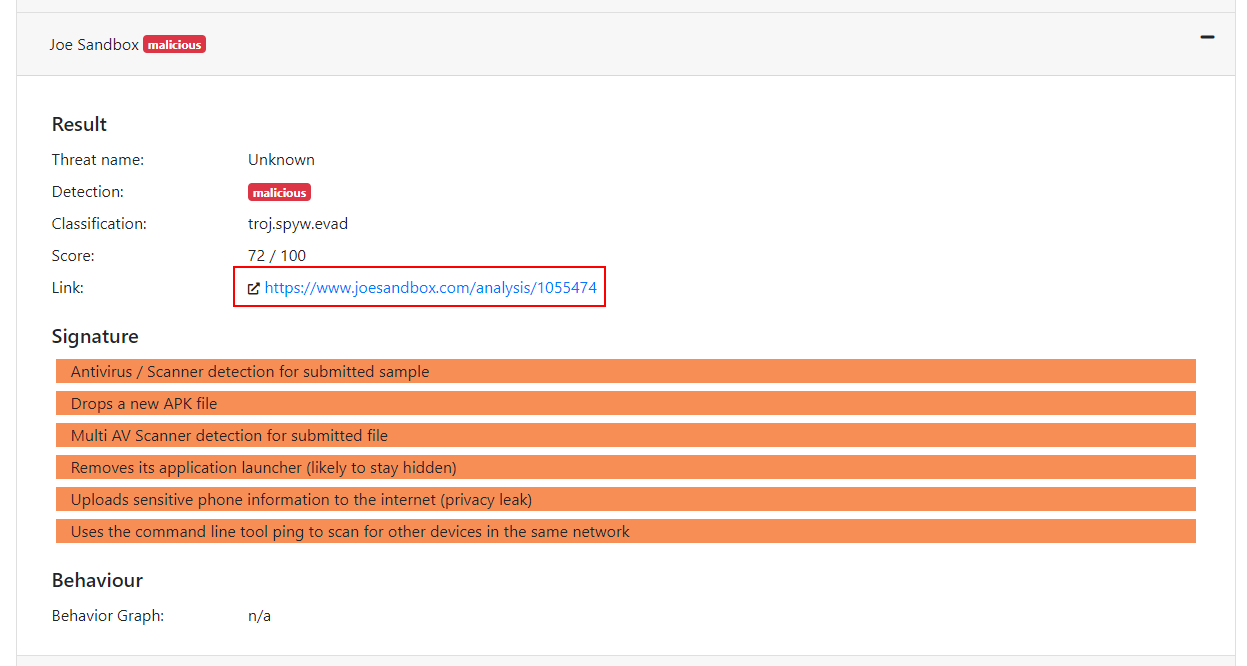 Joe Sandbox malicious
Result
Threat name: Unknown
Detection: malicious
Classification: troj.spyw.evad
Score: 72 / 100
Link: https://www.joesandbox.com/analysis/1055474
Signature
Antivirus / Scanner detection for submitted sample
Drops a new APK file
Multi AV Scanner detection for submitted file
Removes its application launcher (likely to stay hidden)
Uploads sensitive phone information to the internet (privacy leak)
Uses the command line tool ping to scan for other devices in the same network
Behaviour
Behavior Graph: n/a